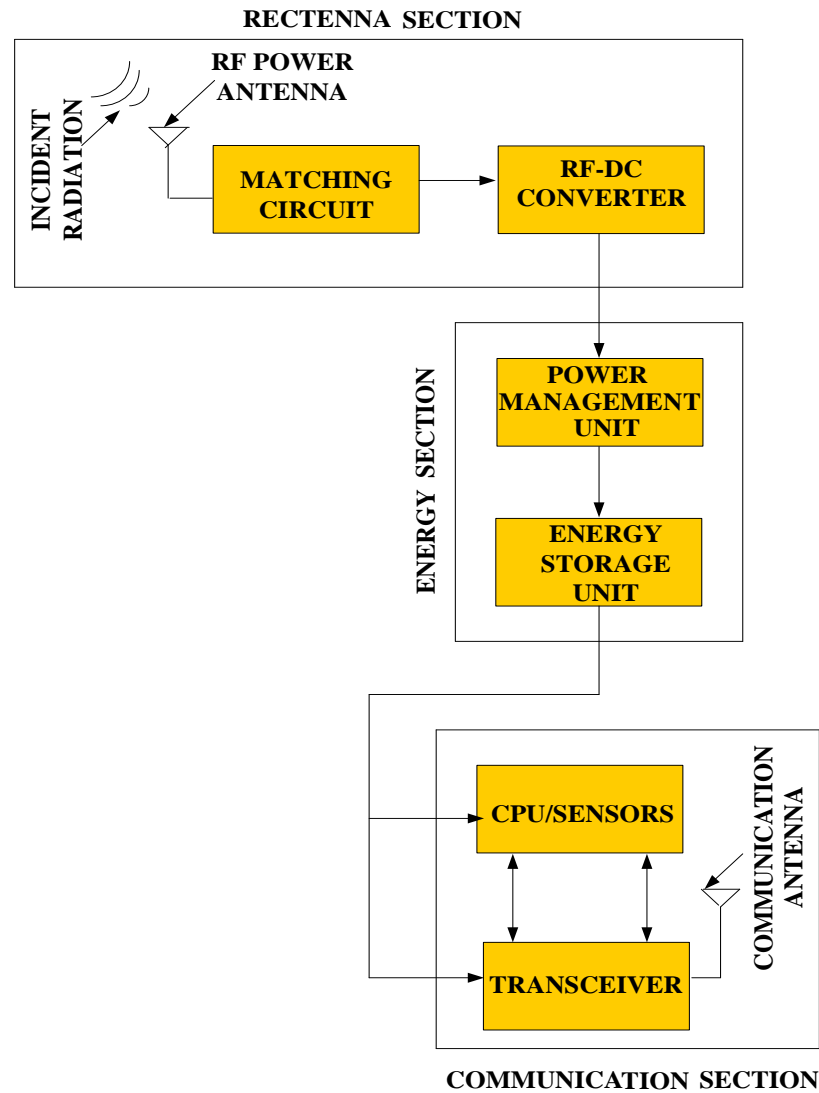 RECTENNA SECTION
RF POWER
ANTENNA
INCIDENT
RADIATION
MATCHING
CIRCUIT
RF-DC
CONVERTER
ENERGY SECTION
POWER
MANAGEMENT
UNIT
ENERGY
STORAGE
UNIT
CPU/SENSORS
COMMUNICATION
ANTENNA
TRANSCEIVER
COMMUNICATION SECTION